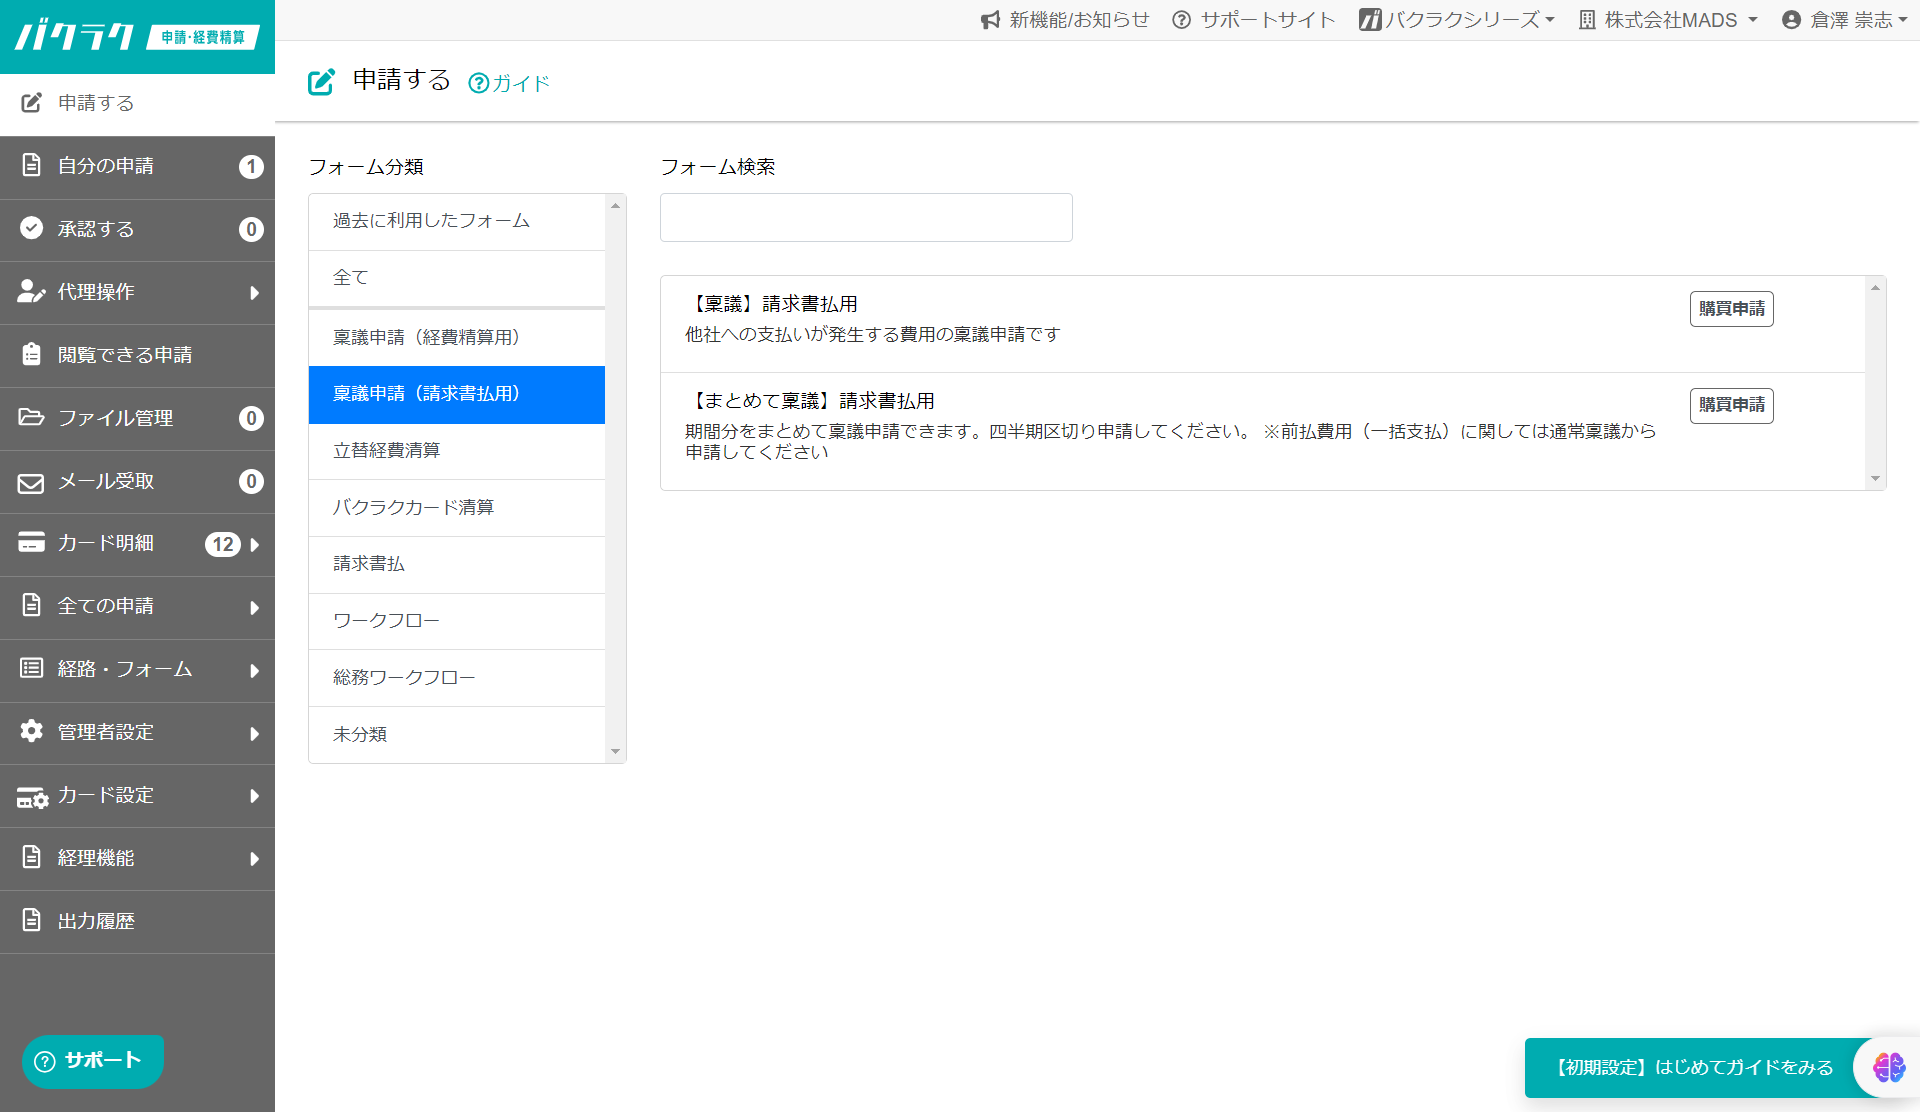 バクラク 申請・経費精算
新機能/お知らせ サポートサイト バクラクシリーズ 株式会社MADS 倉澤 崇志
申請する ガイド
申請する
自分の申請 1
承認する 0
代理操作
閲覧できる申請
ファイル管理 0
メール受取 0
カード明細 12
全ての申請
経路・フォーム
管理者設定
カード設定
経理機能
出力履歴
サポート
フォーム分類
過去に利用したフォーム
全て
稟議申請（経費精算用）
稟議申請（請求書払用）
立替経費清算
バクラクカード清算
請求書払
ワークフロー
総務ワークフロー
未分類
フォーム検索
【稟議】請求書払用 購買申請
他社への支払いが発生する費用の稟議申請です
【まとめて稟議】請求書払用 購買申請
期間分をまとめて稟議申請できます。四半期区切り申請してください。 ※前払費用（一括支払）に関しては通常稟議から
申請してください
【初期設定】はじめてガイドをみる